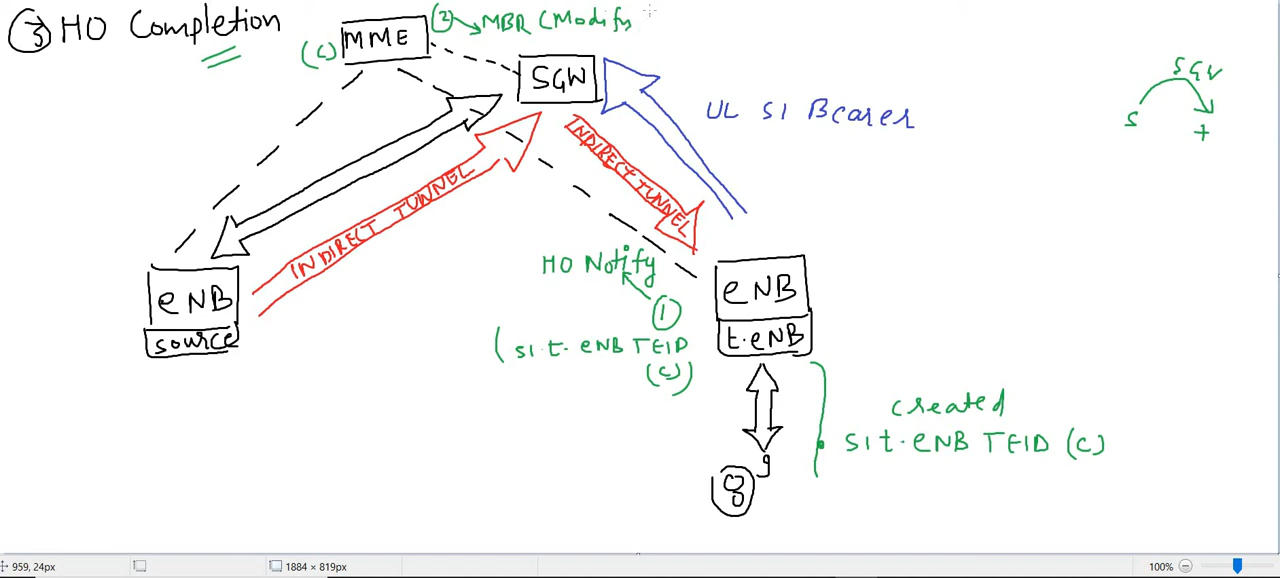 ③ HO Completion
(C)
MME
② MBR (Modify
SGW
UL S1 Bearer
SGW
S
t
INDIRECT TUNNEL
INDIRECT TUNNEL
HO Notify
①
(S1 t. eNB TEID
(C))
eNB
source
eNB
t.eNB
created
S1 t. eNB TEID (C)
959, 24px
1884 × 819px
100%